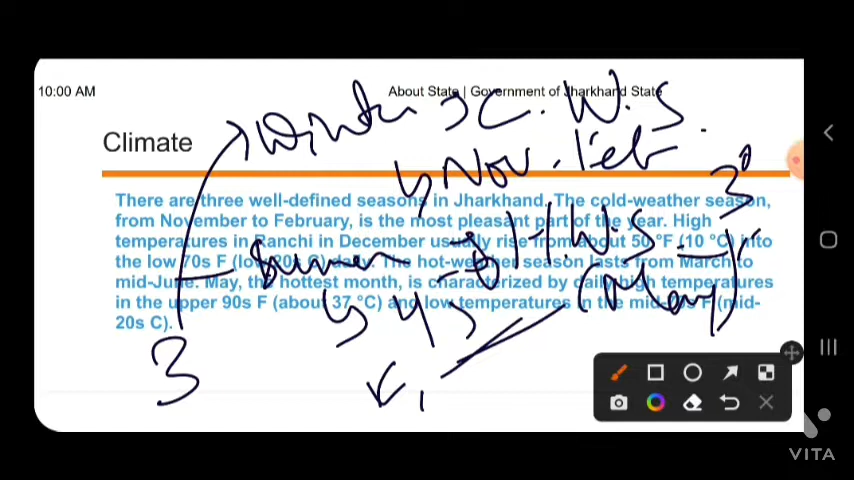 10:00 AM About State | Government of Jharkhand State
Winter → C. W. S.
Climate
↳ Nov. Feb
There are three well-defined seasons in Jharkhand. The cold-weather season,
from November to February, is the most pleasant part of the year. High
temperatures in Ranchi in December usually rise from about 50 °F (10 °C) into
the low 70s F (low 20s C) daily. The hot-weather season lasts from March to
mid-June. May, the hottest month, is characterized by daily high temperatures
in the upper 90s F (about 37 °C) and low temperatures in the mid-70s F (mid-
20s C).
Summer → H. W. S
(May)
3
VITA